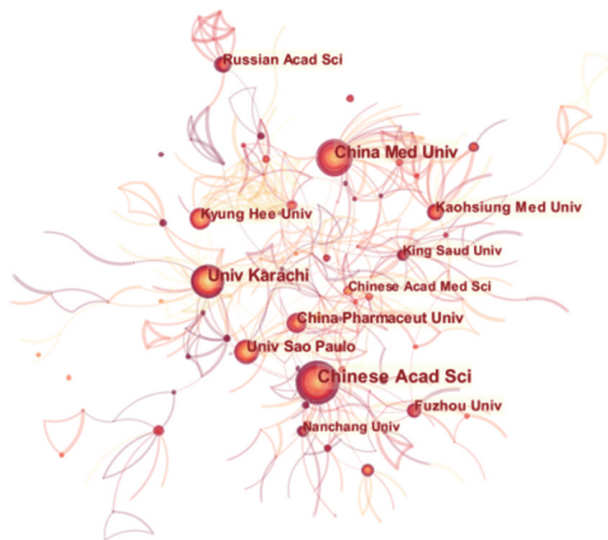 Russian Acad Sci
China Med Univ
Kyung Hee Univ
Kaohsiung Med Univ
King Saud Univ
Univ Karachi
Chinese Acad Med Sci
China Pharmaceut Univ
Univ Sao Paulo
Chinese Acad Sci
Fuzhou Univ
Nanchang Univ